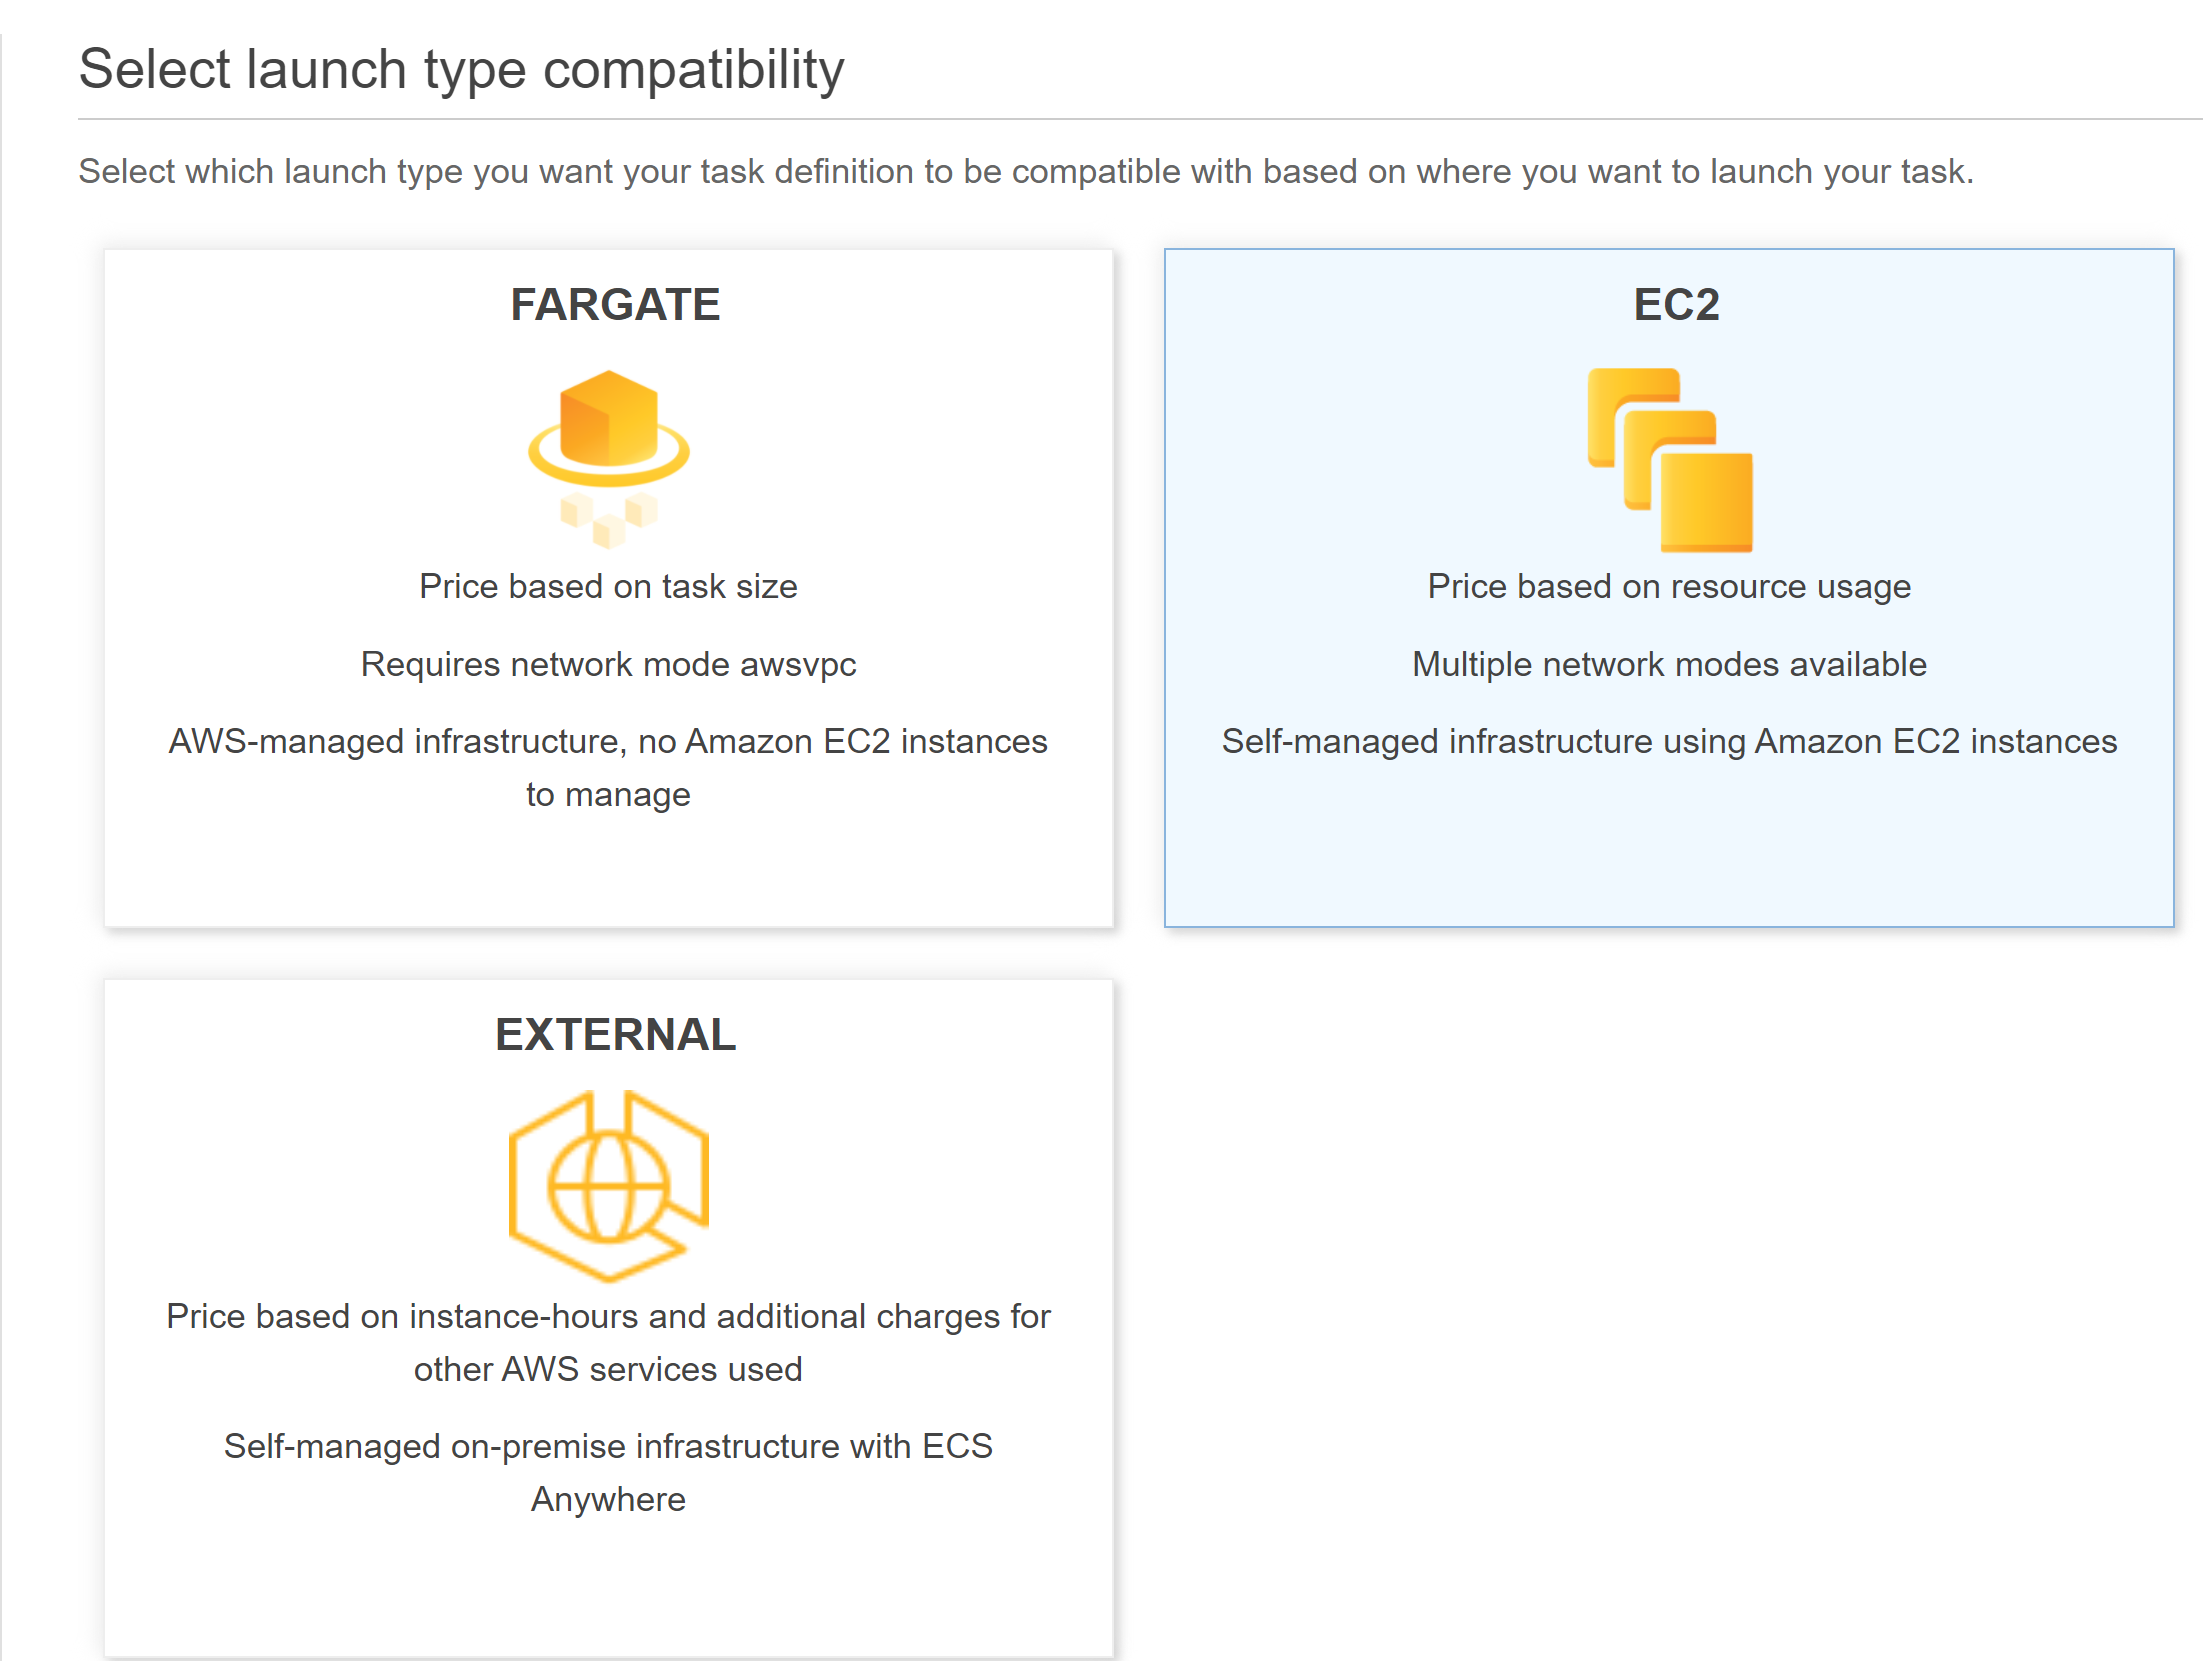 Select launch type compatibility
Select which launch type you want your task definition to be compatible with based on where you want to launch your task.
FARGATE
Price based on task size
Requires network mode awsvpc
AWS-managed infrastructure, no Amazon EC2 instances
to manage
EC2
Price based on resource usage
Multiple network modes available
Self-managed infrastructure using Amazon EC2 instances
EXTERNAL
Price based on instance-hours and additional charges for
other AWS services used
Self-managed on-premise infrastructure with ECS
Anywhere